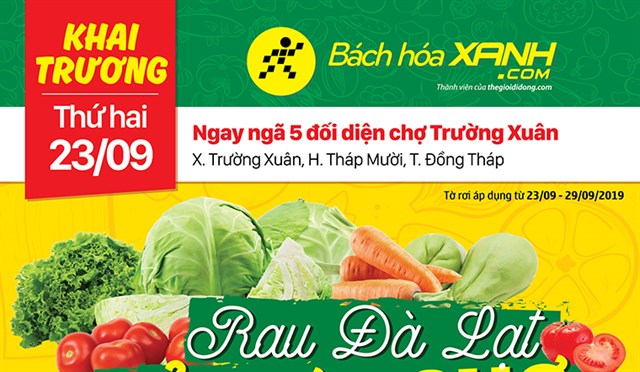 KHAI
TRƯƠNG
Thứ hai
23/09
Bách hóa XANH
.COM
Thành viên của thegioididong.com
Ngay ngã 5 đối diện chợ Trường Xuân
X. Trường Xuân, H. Tháp Mười, T. Đồng Tháp
Tờ rơi áp dụng từ 23/09 - 29/09/2019
Rau Đà Lạt